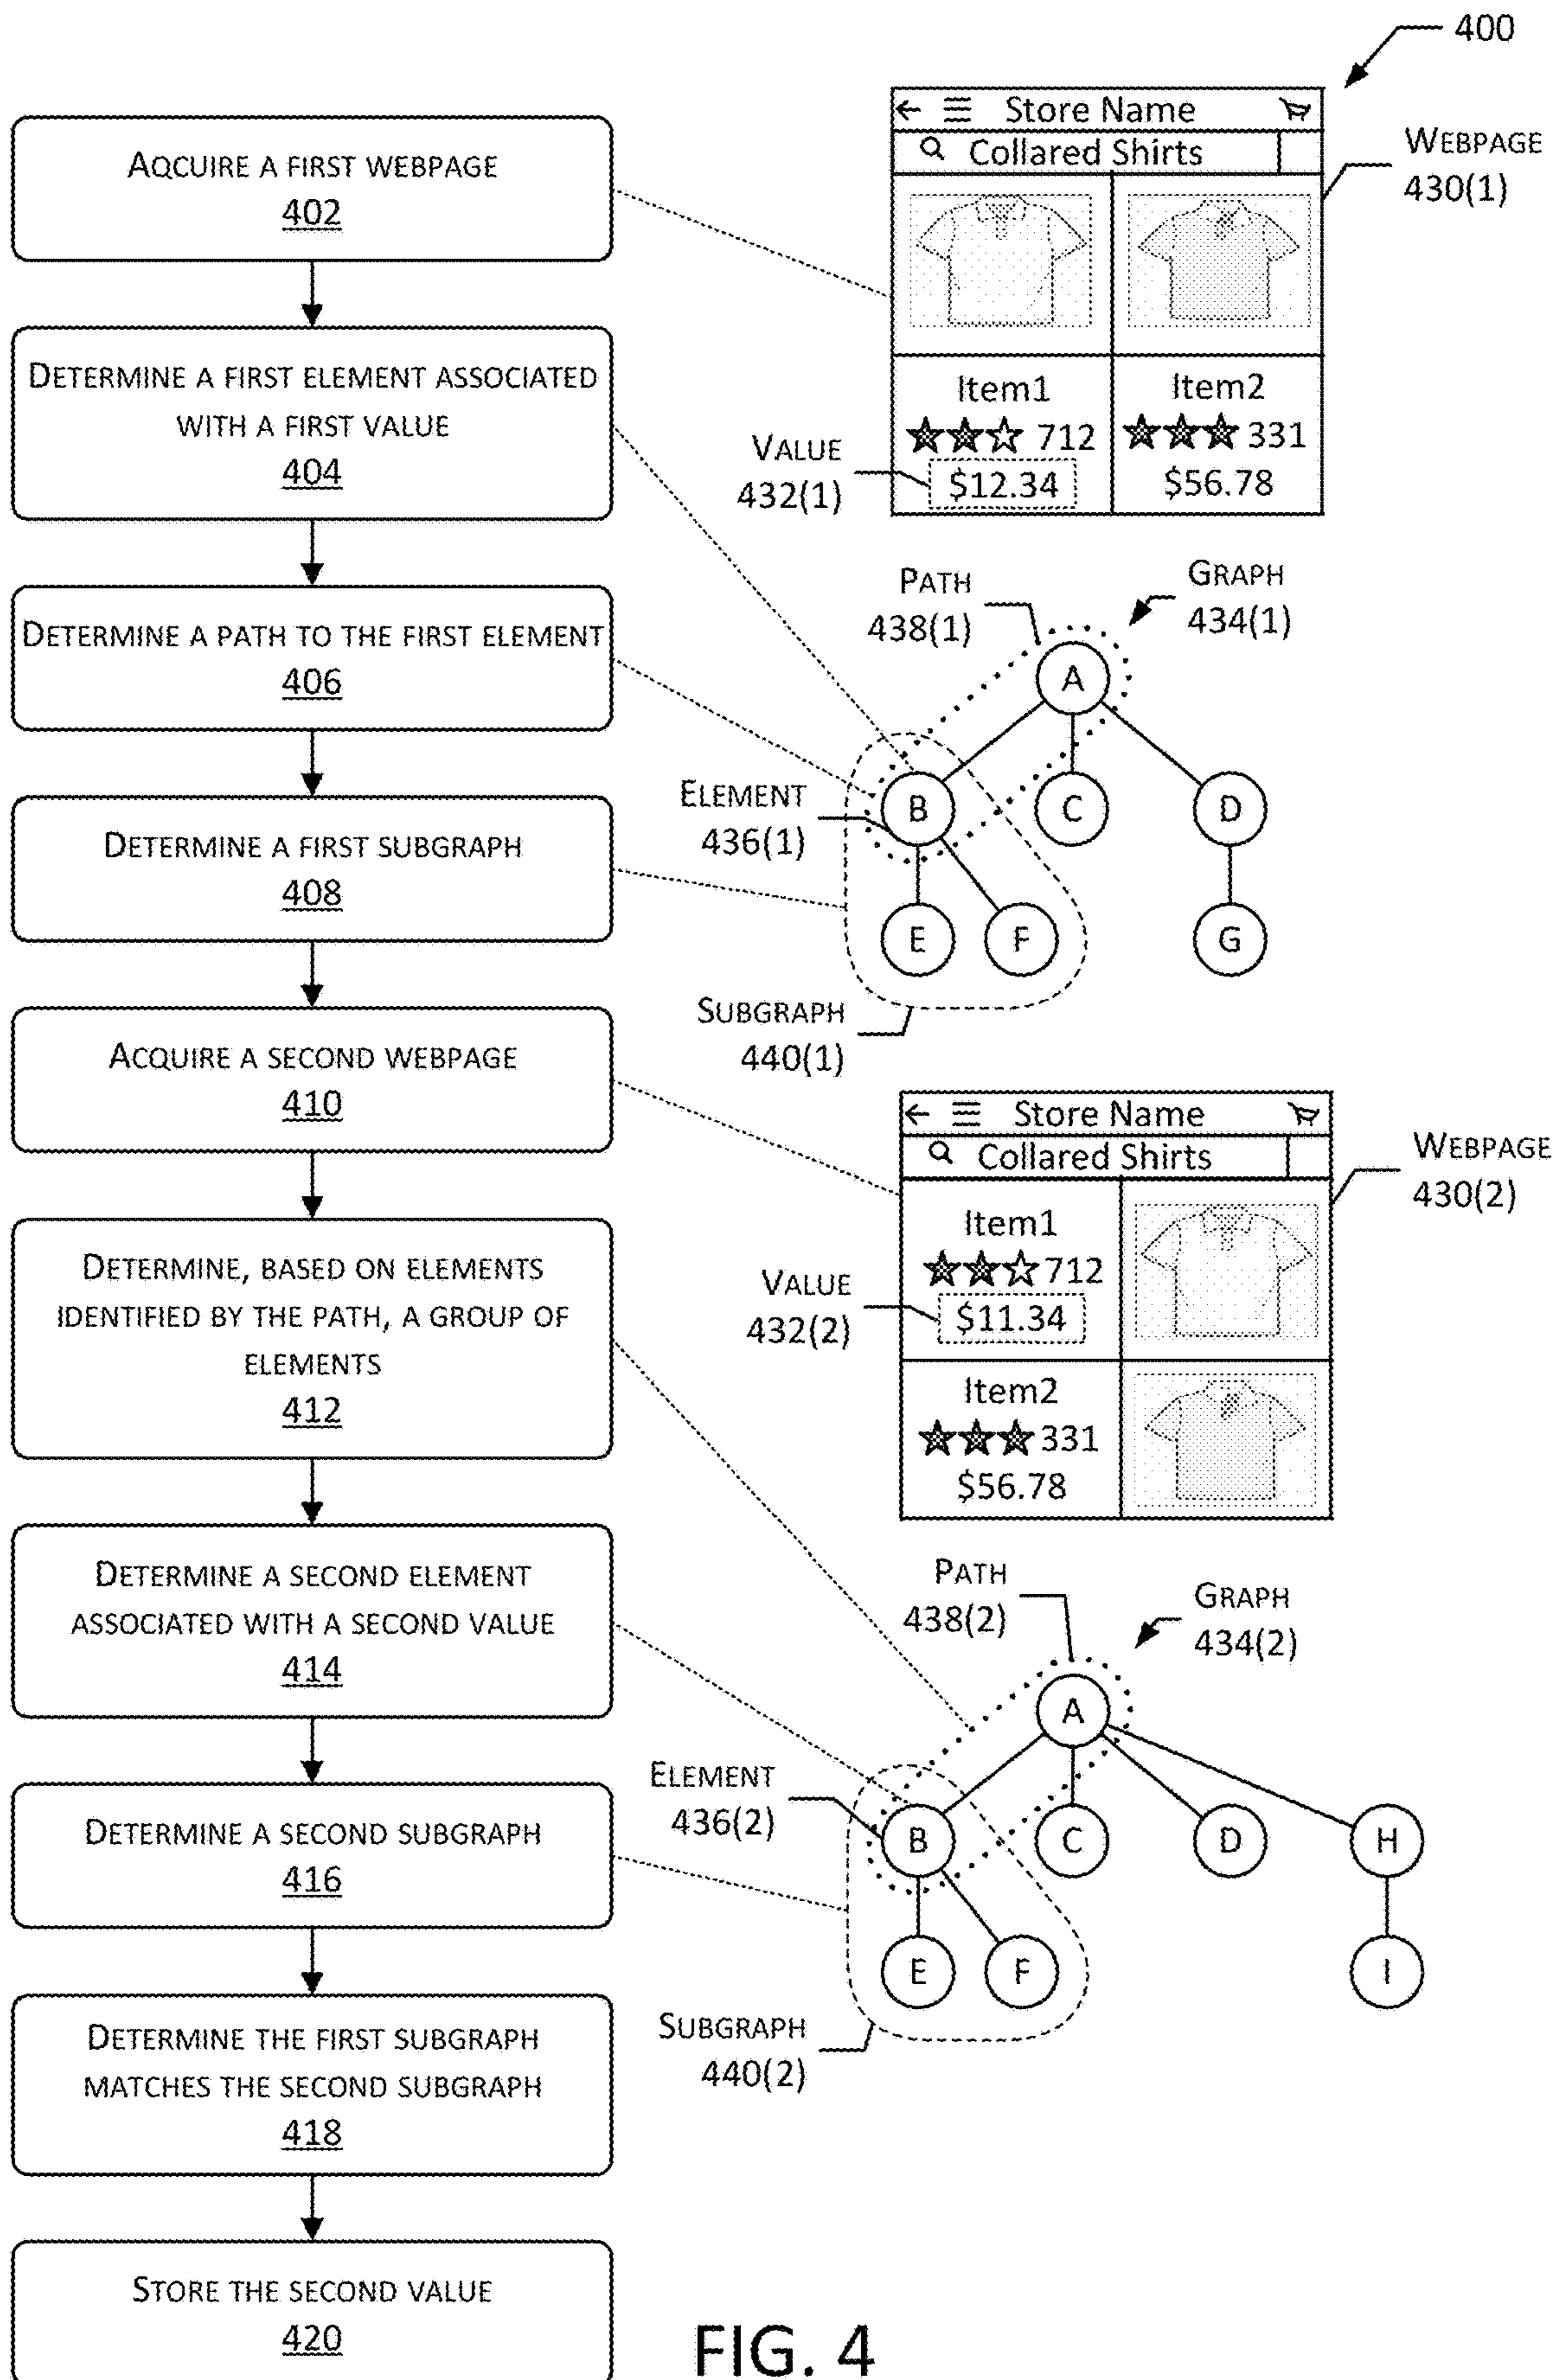 400
AQCUIRE A FIRST WEBPAGE
402
DETERMINE A FIRST ELEMENT ASSOCIATED
WITH A FIRST VALUE
404
DETERMINE A PATH TO THE FIRST ELEMENT
406
DETERMINE A FIRST SUBGRAPH
408
ACQUIRE A SECOND WEBPAGE
410
DETERMINE, BASED ON ELEMENTS
IDENTIFIED BY THE PATH, A GROUP OF
ELEMENTS
412
DETERMINE A SECOND ELEMENT
ASSOCIATED WITH A SECOND VALUE
414
DETERMINE A SECOND SUBGRAPH
416
DETERMINE THE FIRST SUBGRAPH
MATCHES THE SECOND SUBGRAPH
418
STORE THE SECOND VALUE
420
Store Name
Collared Shirts
WEBPAGE
430(1)
Item1
712
$12.34
Item2
331
$56.78
VALUE
432(1)
PATH
438(1)
GRAPH
434(1)
A
ELEMENT
436(1)
B
C
D
E
F
G
SUBGRAPH
440(1)
Store Name
Collared Shirts
WEBPAGE
430(2)
Item1
712
$11.34
VALUE
432(2)
Item2
331
$56.78
PATH
438(2)
GRAPH
434(2)
A
ELEMENT
436(2)
B
C
D
H
E
F
I
SUBGRAPH
440(2)
FIG. 4